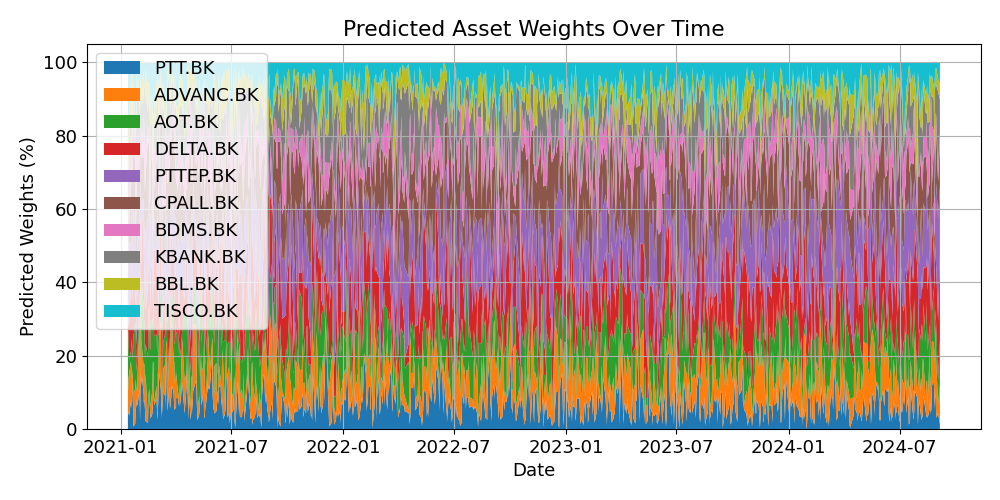 Predicted Asset Weights Over Time
Predicted Weights (%)
100
80
60
40
20
0
PTT.BK
ADVANC.BK
AOT.BK
DELTA.BK
PTTEP.BK
CPALL.BK
BDMS.BK
KBANK.BK
BBL.BK
TISCO.BK
2021-01 2021-07 2022-01 2022-07 2023-01 2023-07 2024-01 2024-07
Date